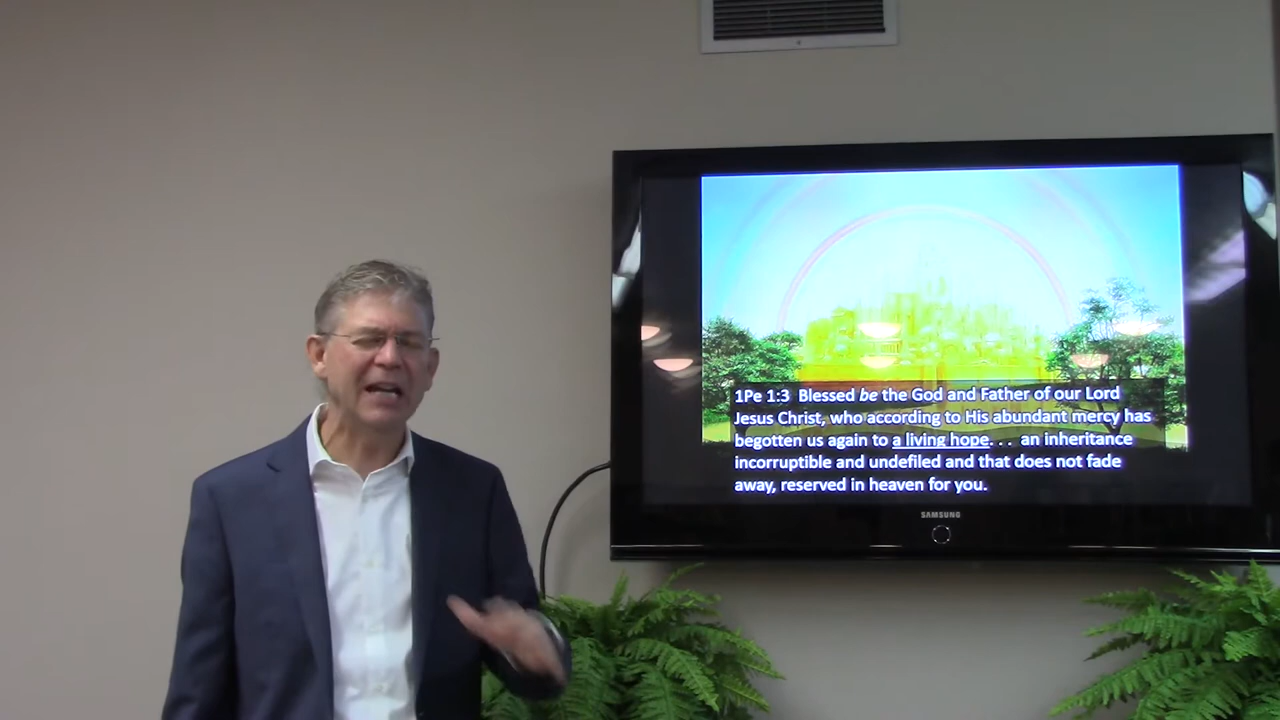 1Pe 1:3 Blessed be the God and Father of our Lord
Jesus Christ, who according to His abundant mercy has
begotten us again to a living hope. . . an inheritance
incorruptible and undefiled and that does not fade
away, reserved in heaven for you.
SAMSUNG